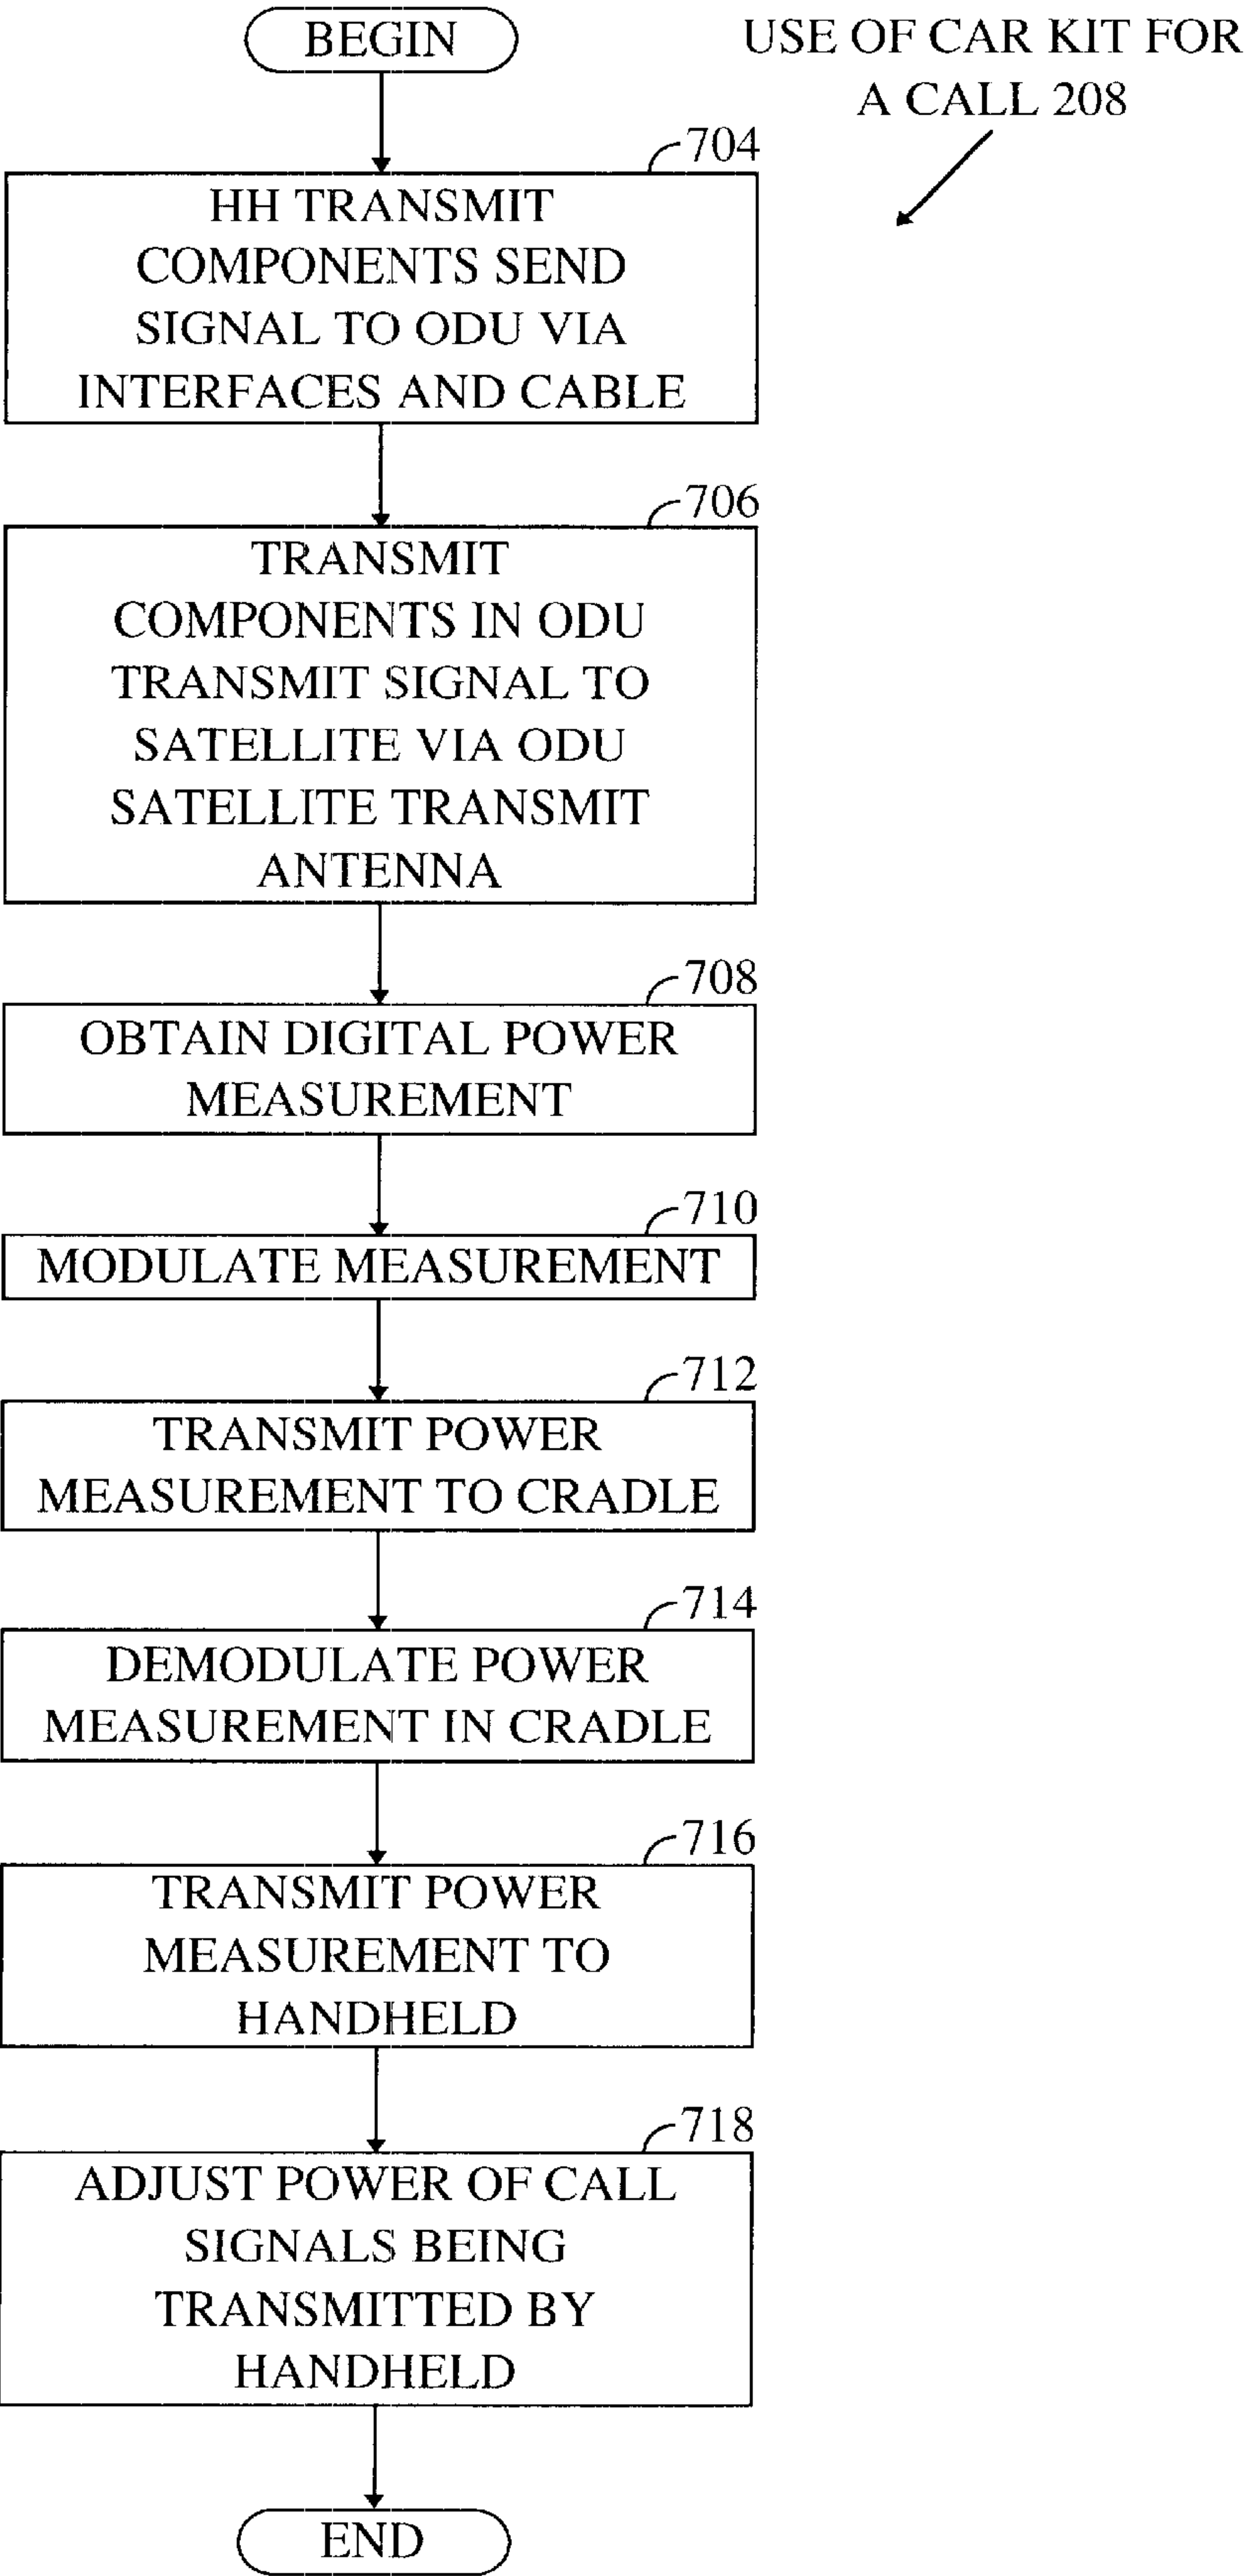 BEGIN
USE OF CAR KIT FOR
A CALL 208
704
HH TRANSMIT
COMPONENTS SEND
SIGNAL TO ODU VIA
INTERFACES AND CABLE
706
TRANSMIT
COMPONENTS IN ODU
TRANSMIT SIGNAL TO
SATELLITE VIA ODU
SATELLITE TRANSMIT
ANTENNA
708
OBTAIN DIGITAL POWER
MEASUREMENT
710
MODULATE MEASUREMENT
712
TRANSMIT POWER
MEASUREMENT TO CRADLE
714
DEMODULATE POWER
MEASUREMENT IN CRADLE
716
TRANSMIT POWER
MEASUREMENT TO
HANDHELD
718
ADJUST POWER OF CALL
SIGNALS BEING
TRANSMITTED BY
HANDHELD
END